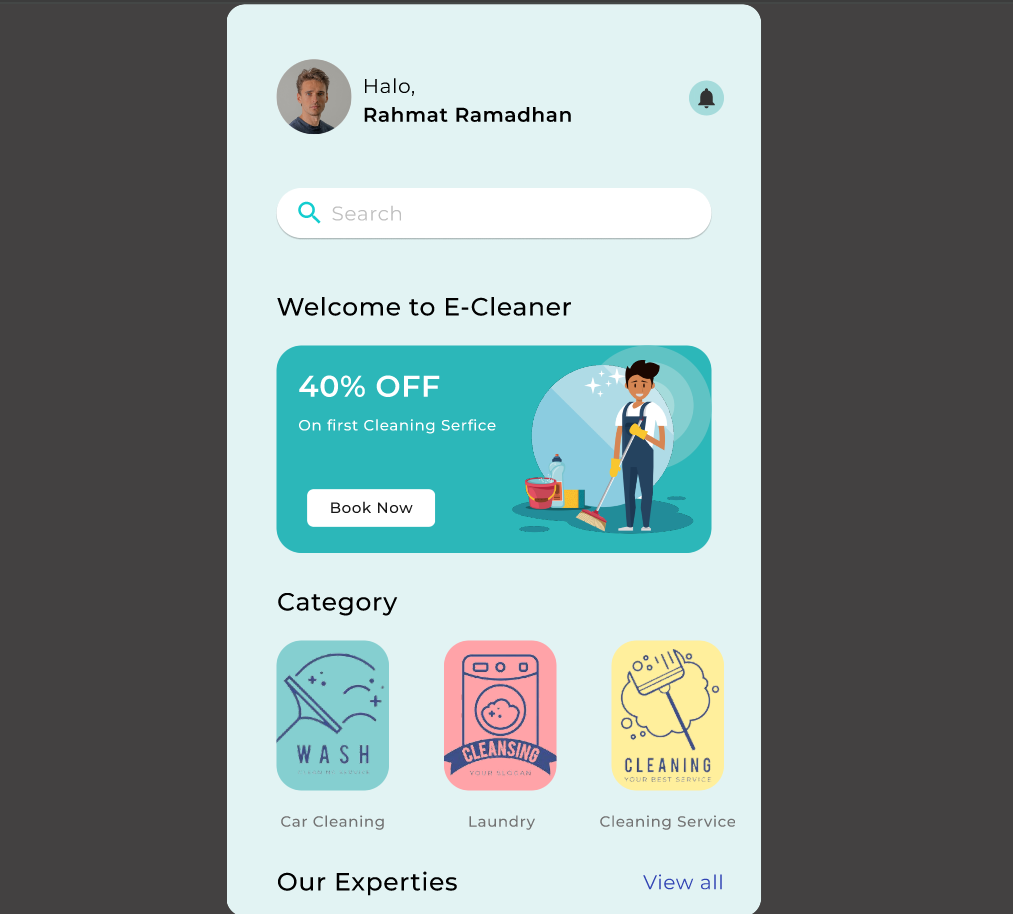 Halo,
Rahmat Ramadhan
Search
Welcome to E-Cleaner
40% OFF
On first Cleaning Serfice
Book Now
Category
WASH
CLEANSING
YOUR SLOGAN
CLEANING
YOUR BEST SERVICE
Car Cleaning
Laundry
Cleaning Service
Our Experties
View all